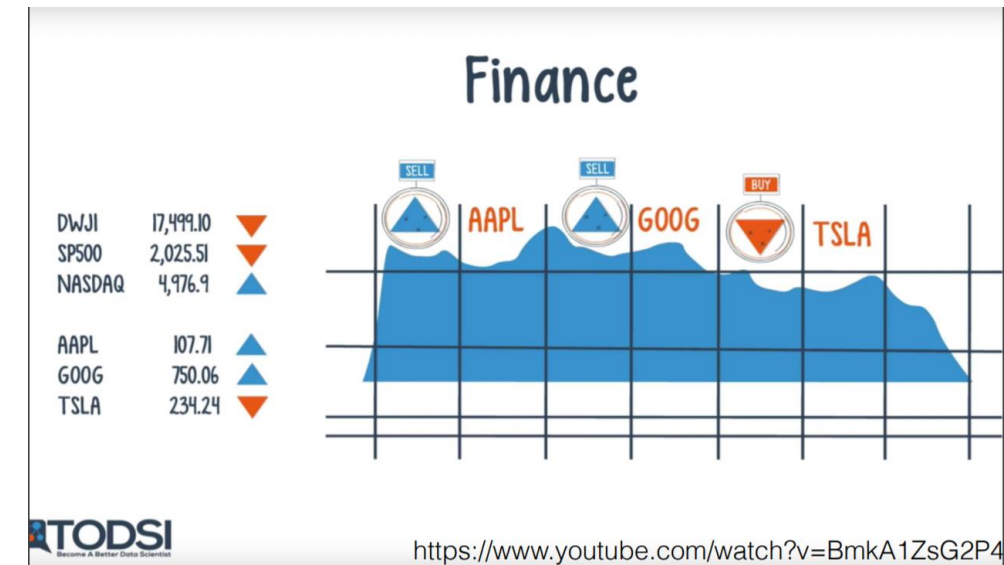 Finance
SELL
SELL
BUY
AAPL
GOOG
TSLA
DWJI 17,499.10
SP500 2,025.51
NASDAQ 4,976.9
AAPL 107.71
GOOG 750.06
TSLA 234.24
TODSI
Become A Better Data Scientist
https://www.youtube.com/watch?v=BmkA1ZsG2P4